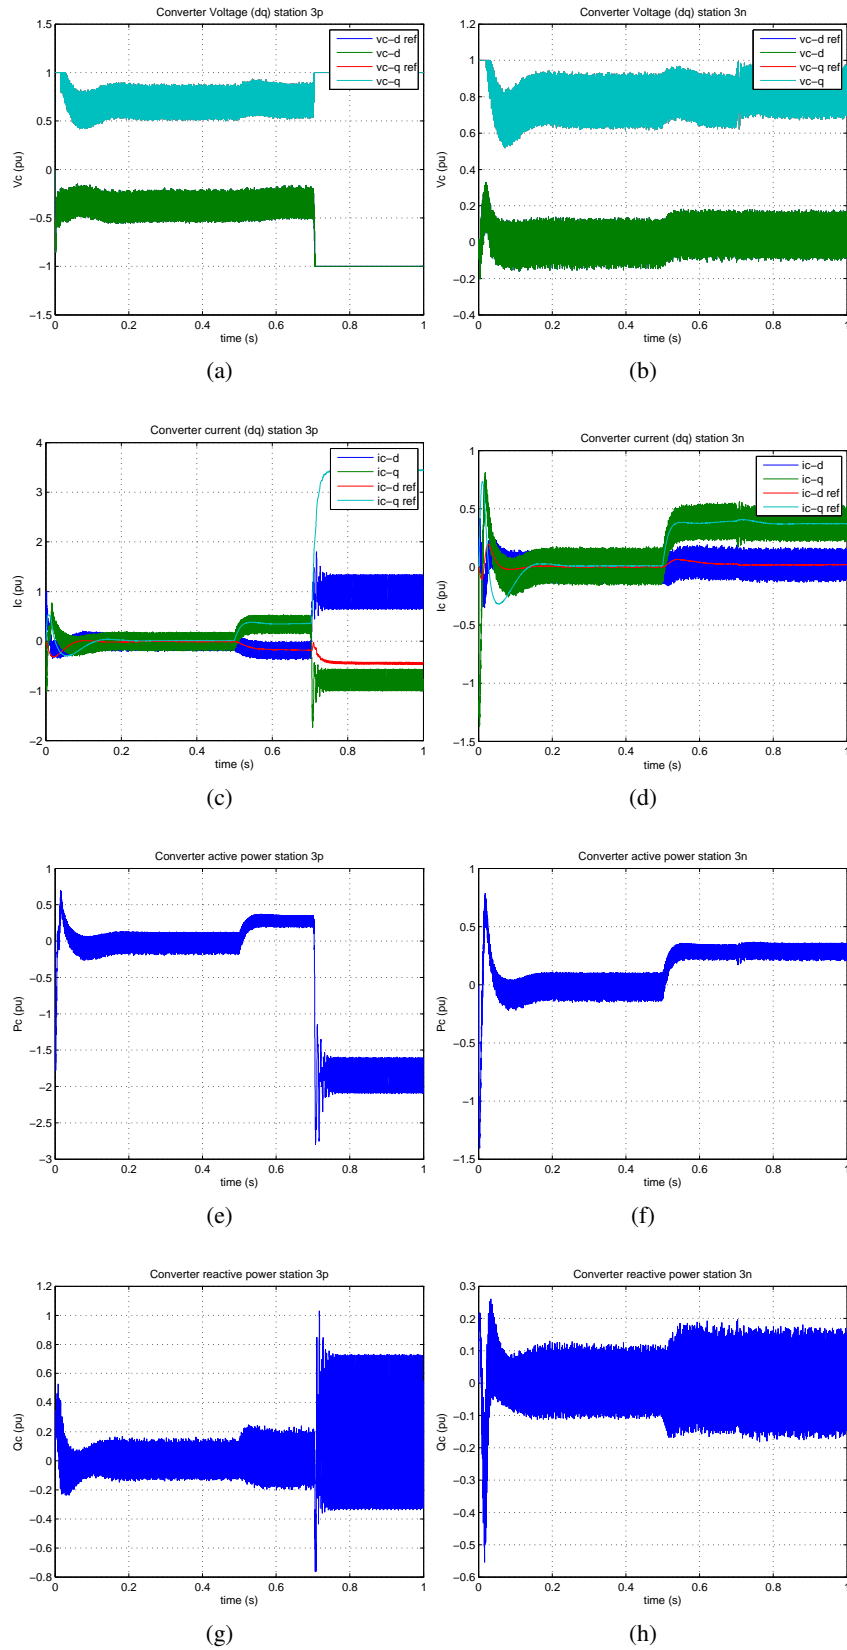 Converter Voltage (dq) station 3p
1.5
1
0.5
0
−0.5
−1
−1.5
Vc (pu)
vc−d ref
vc−d
vc−q ref
vc−q
0 0.2 0.4 0.6 0.8 1
time (s)
(a)
Converter Voltage (dq) station 3n
1.2
1
0.8
0.6
0.4
0.2
0
−0.2
−0.4
Vc (pu)
vc−d ref
vc−d
vc−q ref
vc−q
0 0.2 0.4 0.6 0.8 1
time (s)
(b)
Converter current (dq) station 3p
4
3
2
1
0
−1
−2
Ic (pu)
ic−d
ic−q
ic−d ref
ic−q ref
0 0.2 0.4 0.6 0.8 1
time (s)
(c)
Converter current (dq) station 3n
1
0.5
0
−0.5
−1
−1.5
Ic (pu)
ic−d
ic−q
ic−d ref
ic−q ref
0 0.2 0.4 0.6 0.8 1
time (s)
(d)
Converter active power station 3p
1
0.5
0
−0.5
−1
−1.5
−2
−2.5
−3
Pc (pu)
0 0.2 0.4 0.6 0.8 1
time (s)
(e)
Converter active power station 3n
1
0.5
0
−0.5
−1
−1.5
Pc (pu)
0 0.2 0.4 0.6 0.8 1
time (s)
(f)
Converter reactive power station 3p
1.2
1
0.8
0.6
0.4
0.2
0
−0.2
−0.4
−0.6
−0.8
Qc (pu)
0 0.2 0.4 0.6 0.8 1
time (s)
(g)
Converter reactive power station 3n
0.3
0.2
0.1
0
−0.1
−0.2
−0.3
−0.4
−0.5
−0.6
Qc (pu)
0 0.2 0.4 0.6 0.8 1
time (s)
(h)